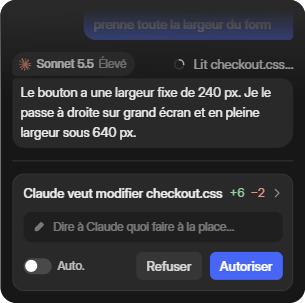 prenne toute la largeur du form
Sonnet 5.5 Élevé
Lit checkout.css...
Le bouton a une largeur fixe de 240 px. Je le
passe à droite sur grand écran et en pleine
largeur sous 640 px.
Claude veut modifier checkout.css +6 −2
Dire à Claude quoi faire à la place...
Auto.
Refuser
Autoriser